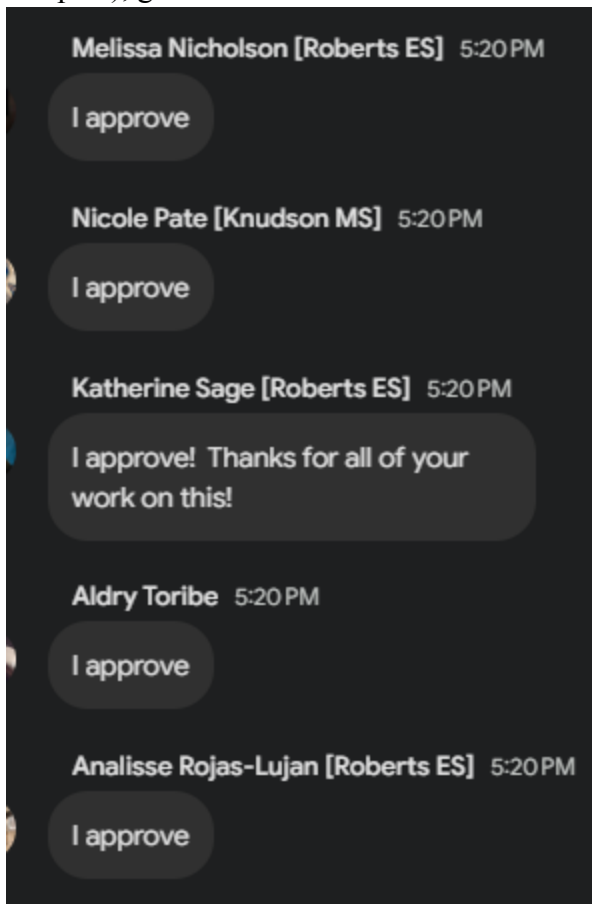 Melissa Nicholson [Roberts ES] 5:20 PM
I approve
Nicole Pate [Knudson MS] 5:20 PM
I approve
Katherine Sage [Roberts ES] 5:20 PM
I approve! Thanks for all of your
work on this!
Aldry Toribe 5:20 PM
I approve
Analisse Rojas-Lujan [Roberts ES] 5:20 PM
I approve